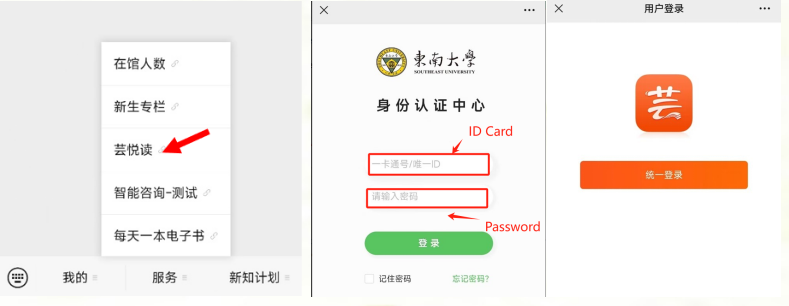 在馆人数
新生专栏
芸悦读
智能咨询-测试
每天一本电子书
我的
服务
新知计划
東南大學
SOUTHEAST UNIVERSITY
身份认证中心
ID Card
一卡通号/唯一ID
请输入密码
Password
登录
记住密码
忘记密码?
用户登录
芸
统一登录